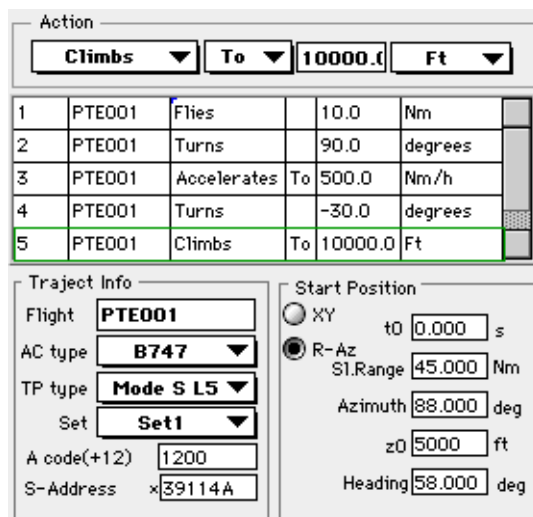 Action
Climbs To 10000.( Ft
1 PTE001 Flies 10.0 Nm
2 PTE001 Turns 90.0 degrees
3 PTE001 Accelerates To 500.0 Nm/h
4 PTE001 Turns -30.0 degrees
5 PTE001 Climbs To 10000.0 Ft
Traject Info
Flight PTE001
AC type B747
TP type Mode S L5
Set Set1
A code(+12) 1200
S-Address ×39114A
Start Position
XY
t0 0.000 s
R-Az
Sl.Range 45.000 Nm
Azimuth 88.000 deg
z0 5000 ft
Heading 58.000 deg